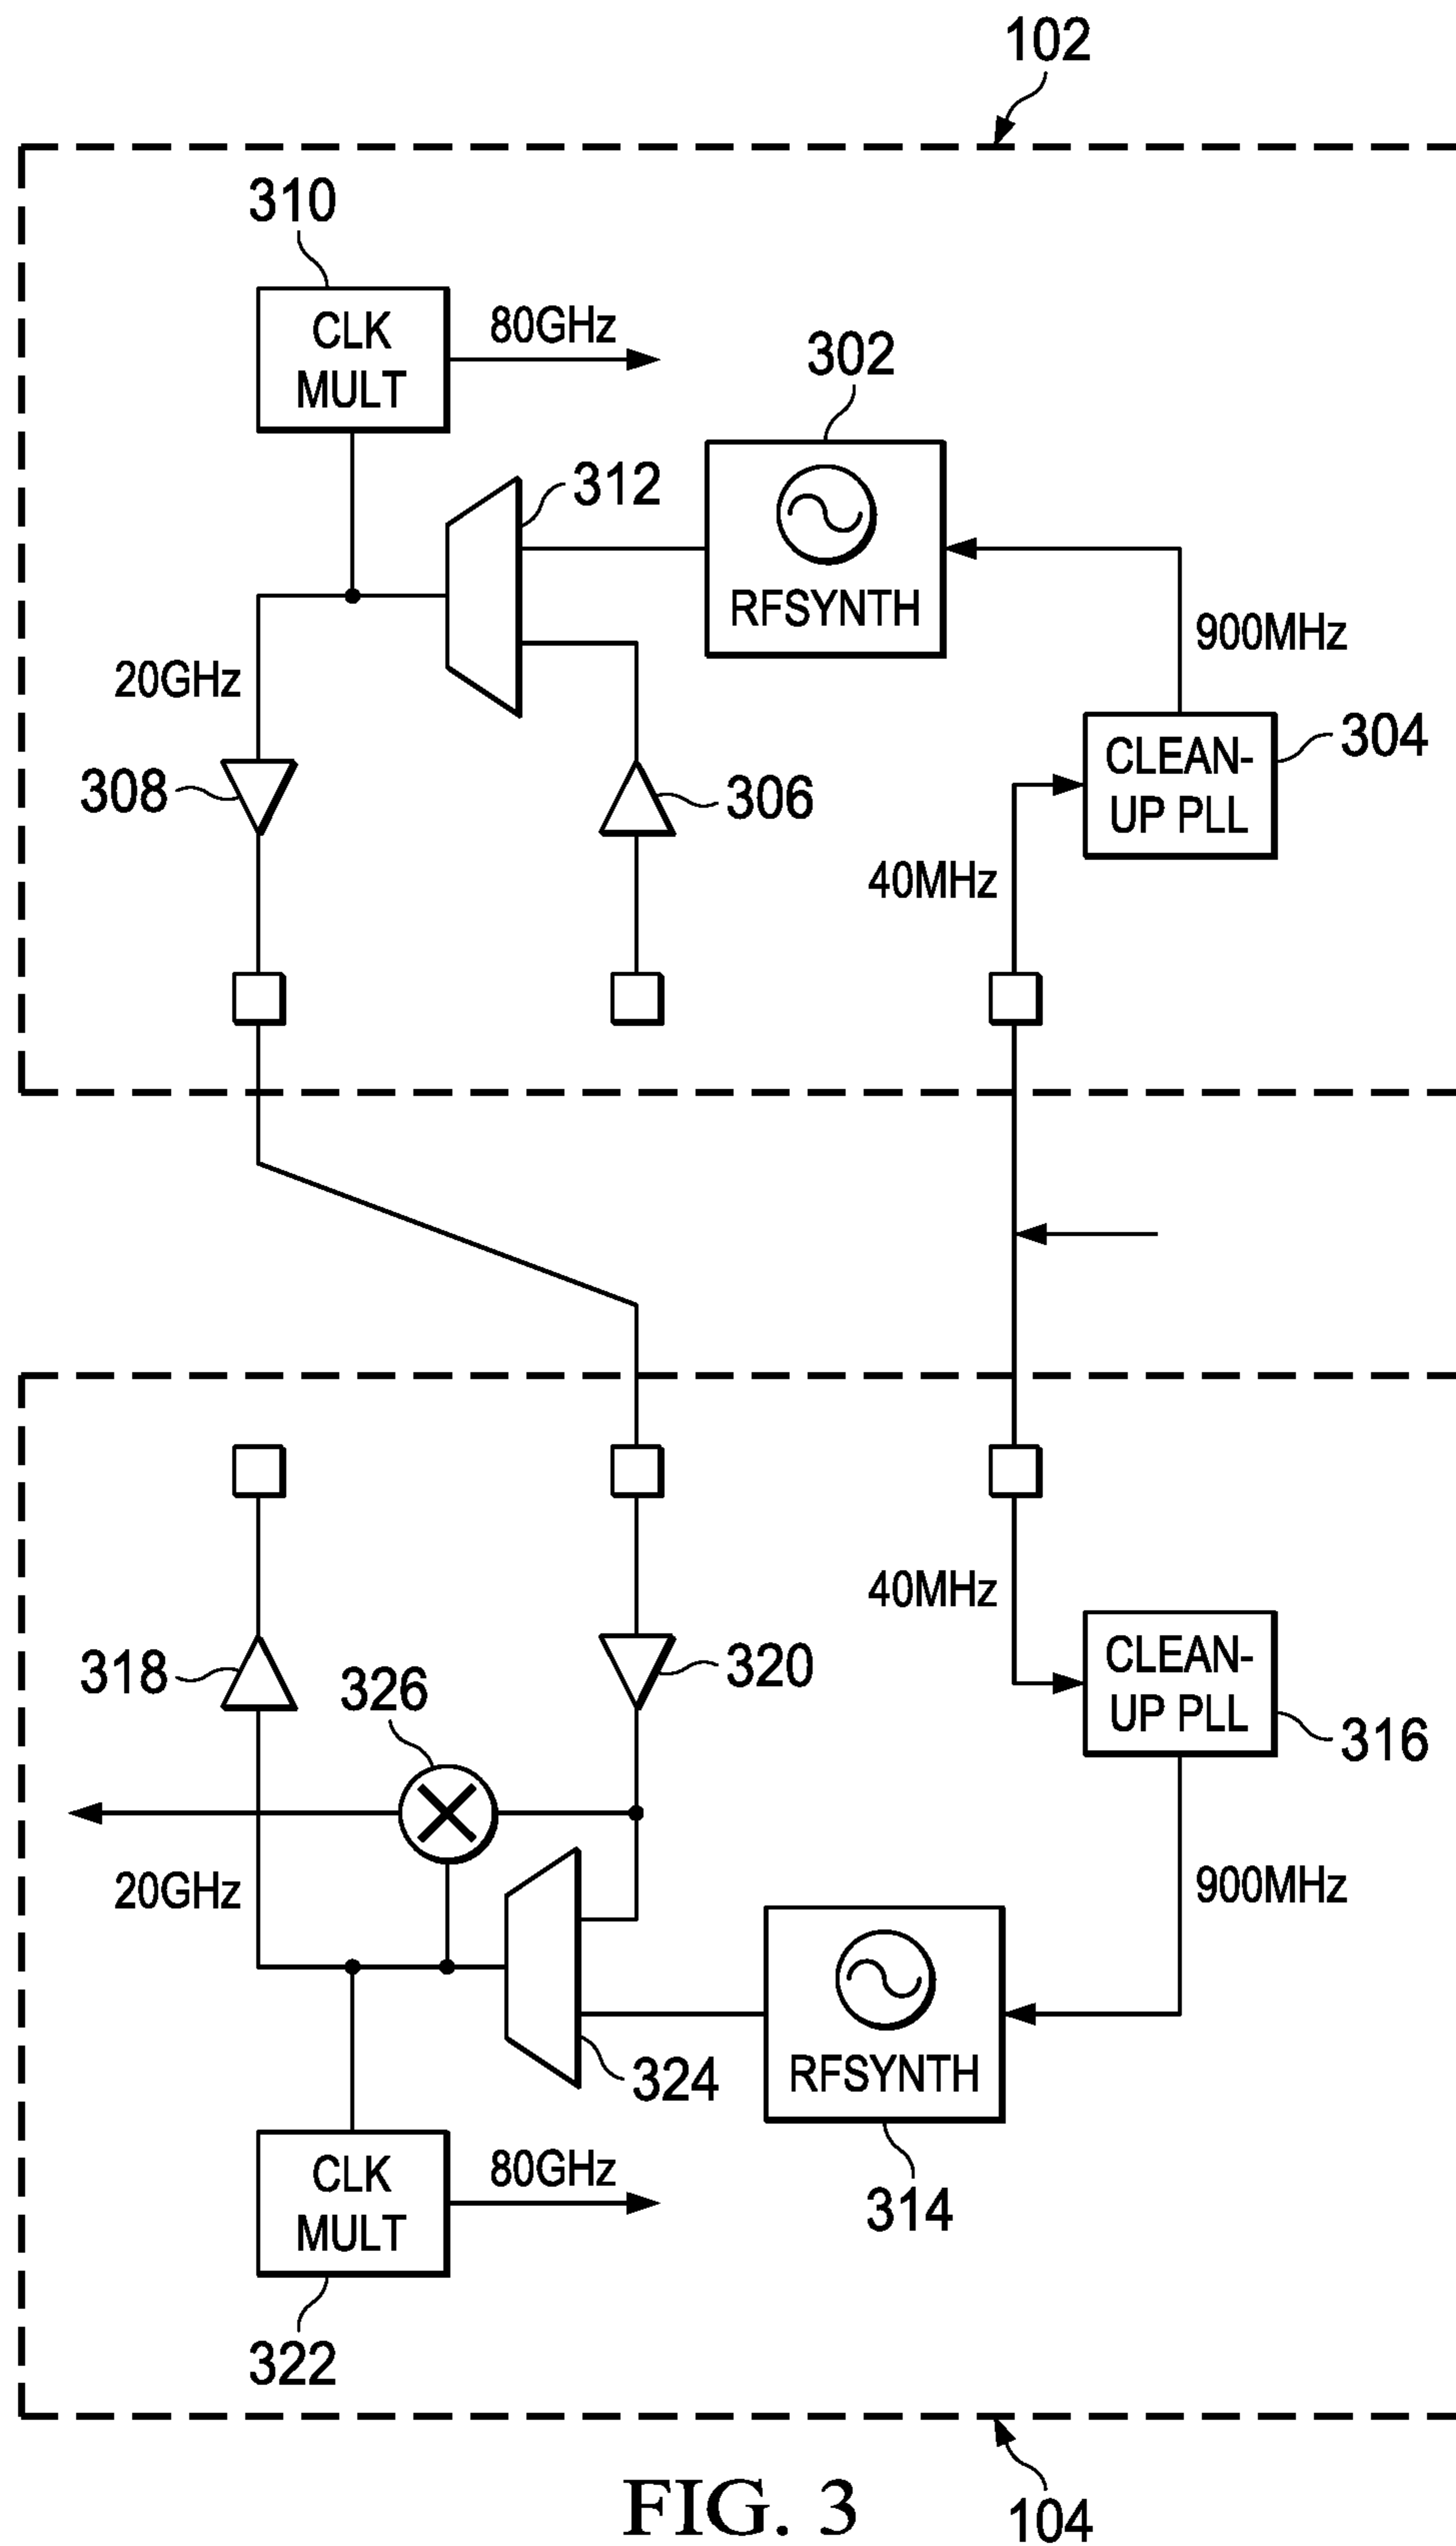 102
310
CLK
MULT
80GHz
302
312
RFSYNTH
900MHz
20GHz
304
CLEAN-
UP PLL
308
306
40MHz
40MHz
318
320
326
CLEAN-
UP PLL
316
20GHz
900MHz
324
RFSYNTH
CLK
MULT
80GHz
314
322
FIG. 3
104